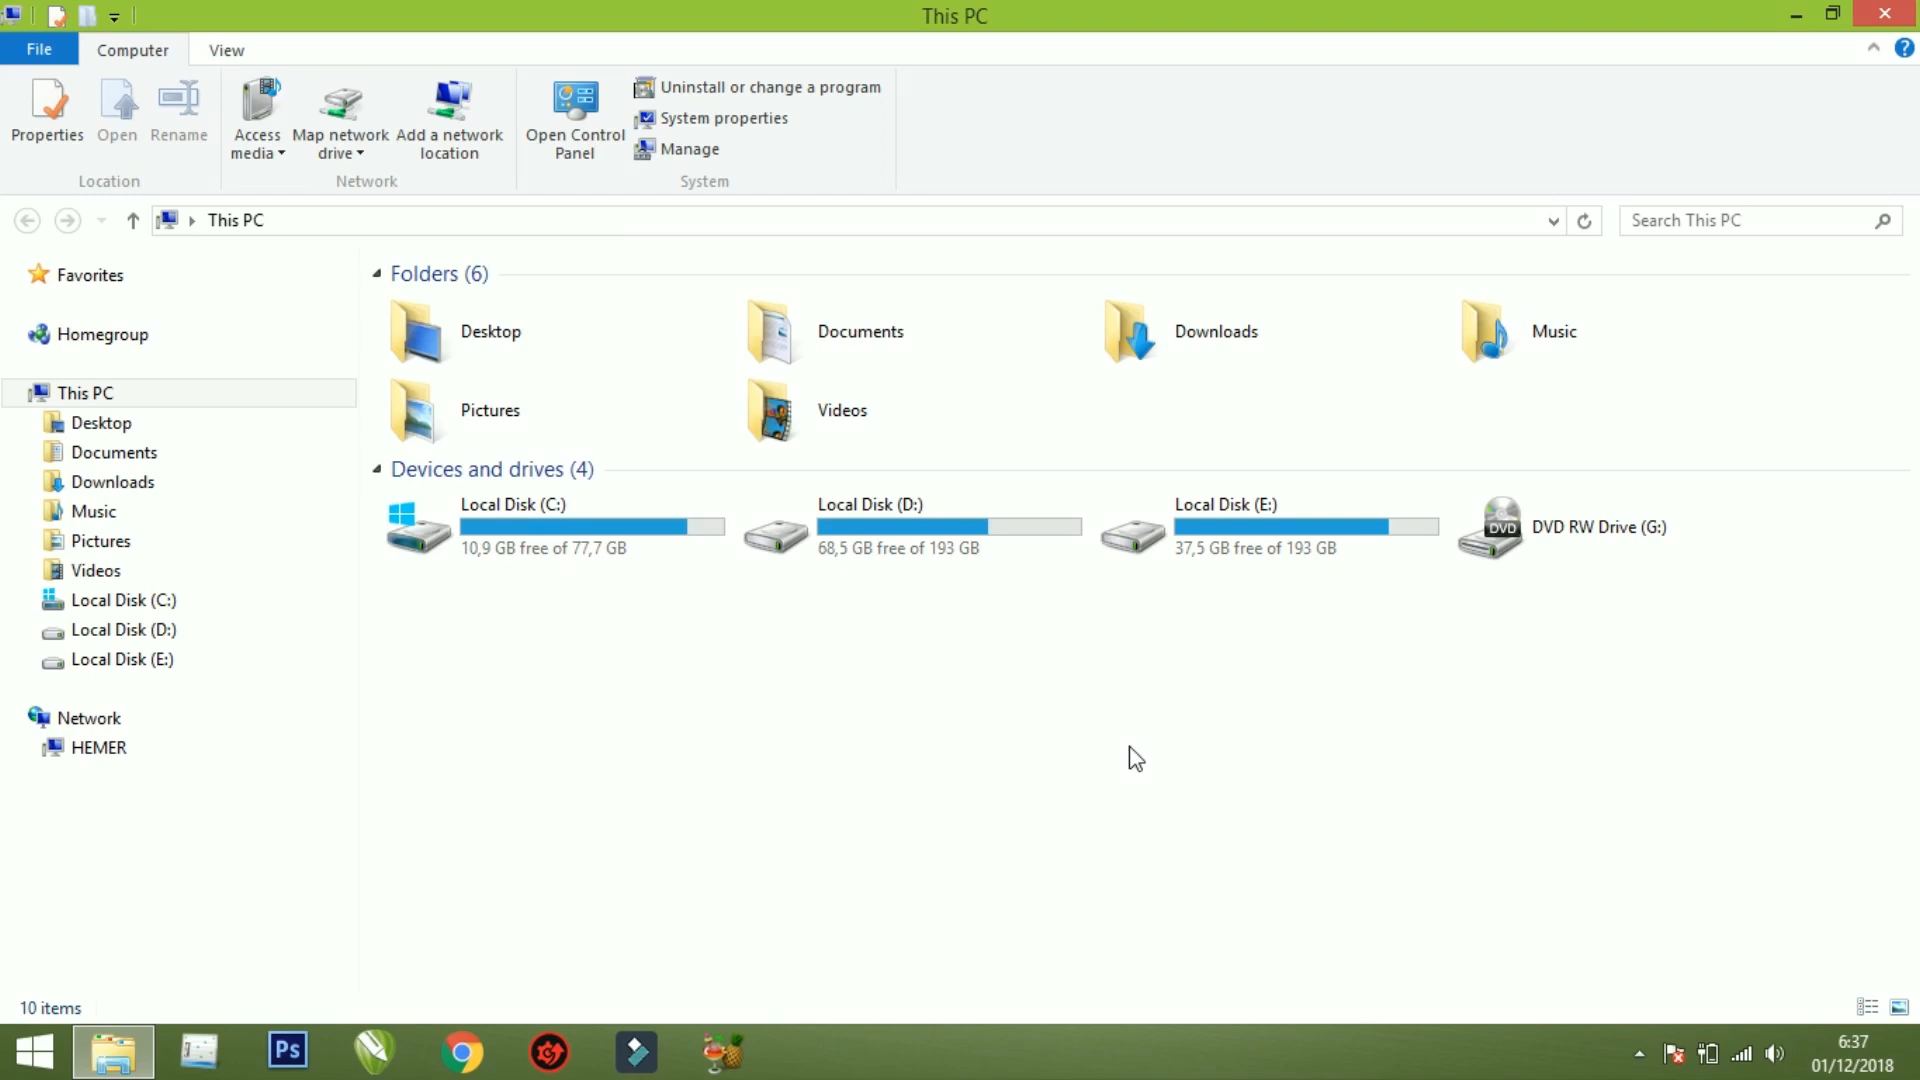 This PC
File
Computer
View
Properties
Open
Rename
Access
media
Map network
drive
Add a network
location
Open Control
Panel
Uninstall or change a program
System properties
Manage
Location
Network
System
This PC
Search This PC
Favorites
Homegroup
This PC
Desktop
Documents
Downloads
Music
Pictures
Videos
Local Disk (C:)
Local Disk (D:)
Local Disk (E:)
Network
HEMER
Folders (6)
Desktop
Documents
Downloads
Music
Pictures
Videos
Devices and drives (4)
Local Disk (C:)
10,9 GB free of 77,7 GB
Local Disk (D:)
68,5 GB free of 193 GB
Local Disk (E:)
37,5 GB free of 193 GB
DVD
DVD RW Drive (G:)
10 items
Ps
6:37
01/12/2018